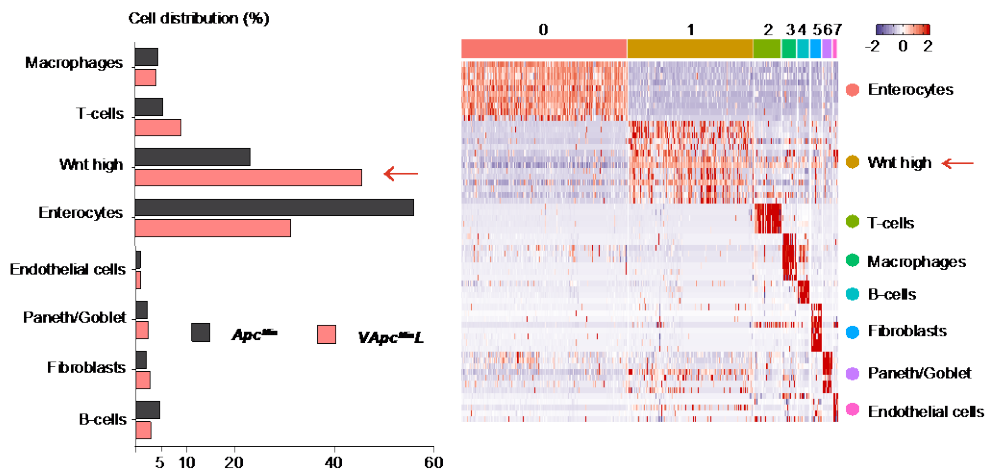 Cell distribution (%)
Macrophages
T-cells
Wnt high
Enterocytes
Endothelial cells
Paneth/Goblet
Fibroblasts
B-cells
Apc
VApc L
5 10 20 40 60
0 1 2 3 4 5 6 7
-2 0 2
Enterocytes
Wnt high
T-cells
Macrophages
B-cells
Fibroblasts
Paneth/Goblet
Endothelial cells